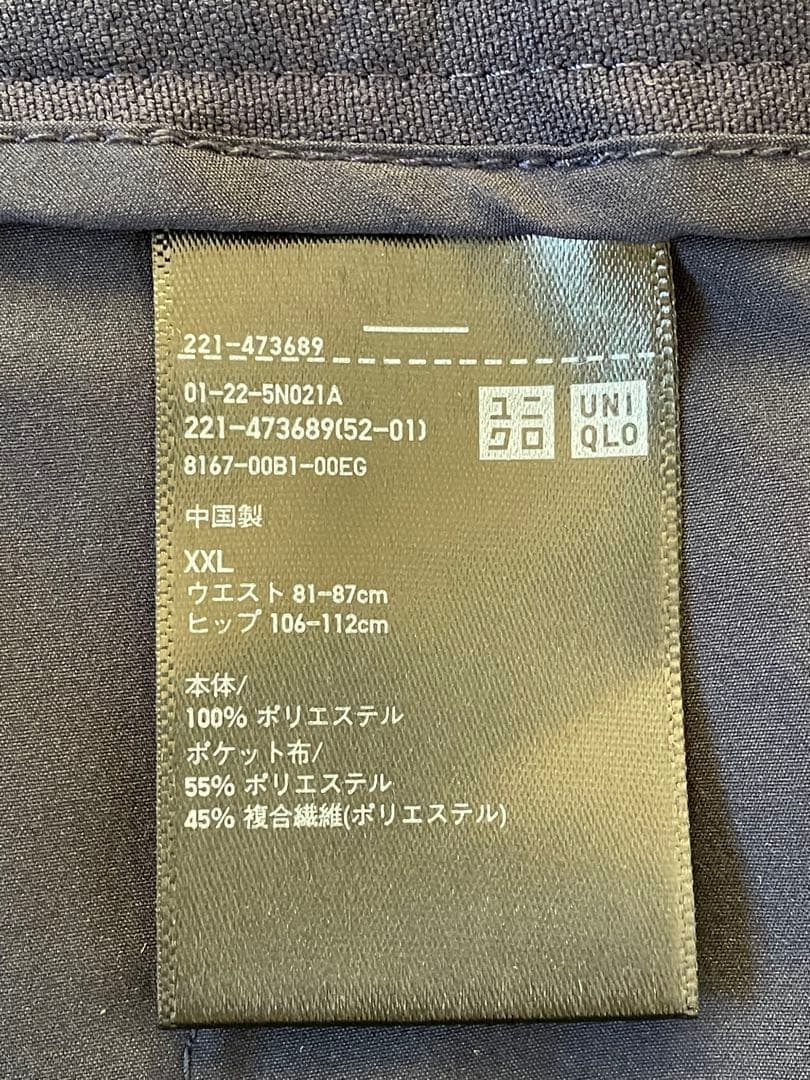 221-473689
01-22-5N021A
221-473689(52-01)
8167-00B1-00EG
ユニ
クロ
UNI
QLO
中国製
XXL
ウエスト 81-87cm
ヒップ 106-112cm
本体/
100% ポリエステル
ポケット布/
55% ポリエステル
45% 複合繊維(ポリエステル)